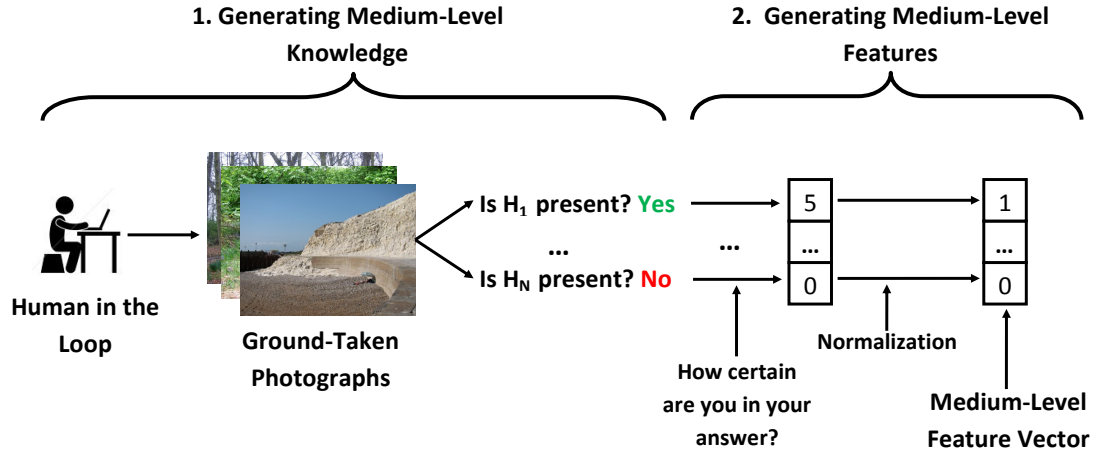 1. Generating Medium-Level
Knowledge
2. Generating Medium-Level
Features
Human in the
Loop
Ground-Taken
Photographs
Is H₁ present? Yes
...
Is H_N present? No
...
How certain
are you in your
answer?
5
...
0
Normalization
1
...
0
Medium-Level
Feature Vector